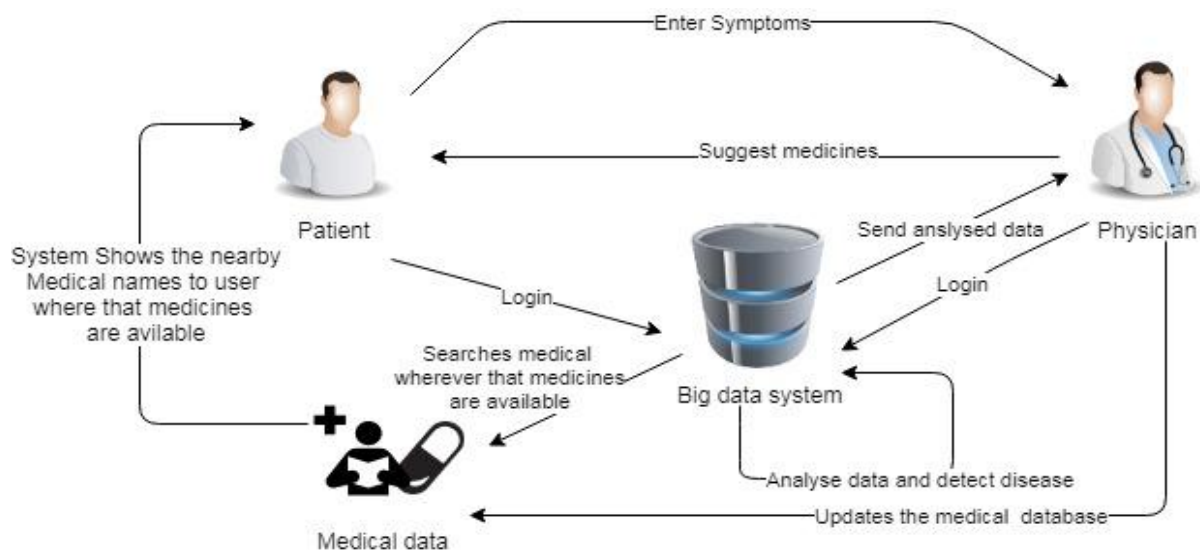 Enter Symptoms
Suggest medicines
Patient
Physician
Send anslysed data
System Shows the nearby
Medical names to user
where that medicines
are avilable
Login
Login
Searches medical
wherever that medicines
are available
Big data system
Analyse data and detect disease
Updates the medical database
Medical data